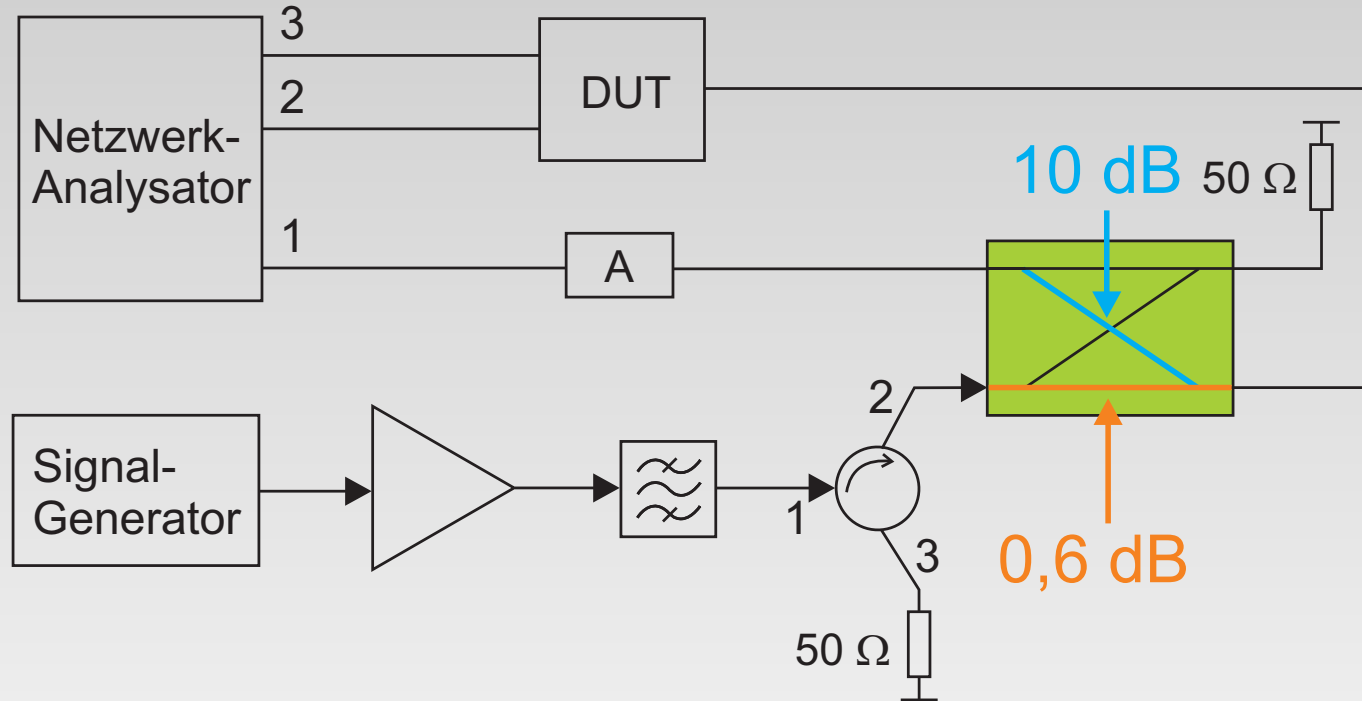 3
2
1
Netzwerk-
Analysator
DUT
A
10 dB
50 Ω
Signal-
Generator
1
2
3
50 Ω
0,6 dB